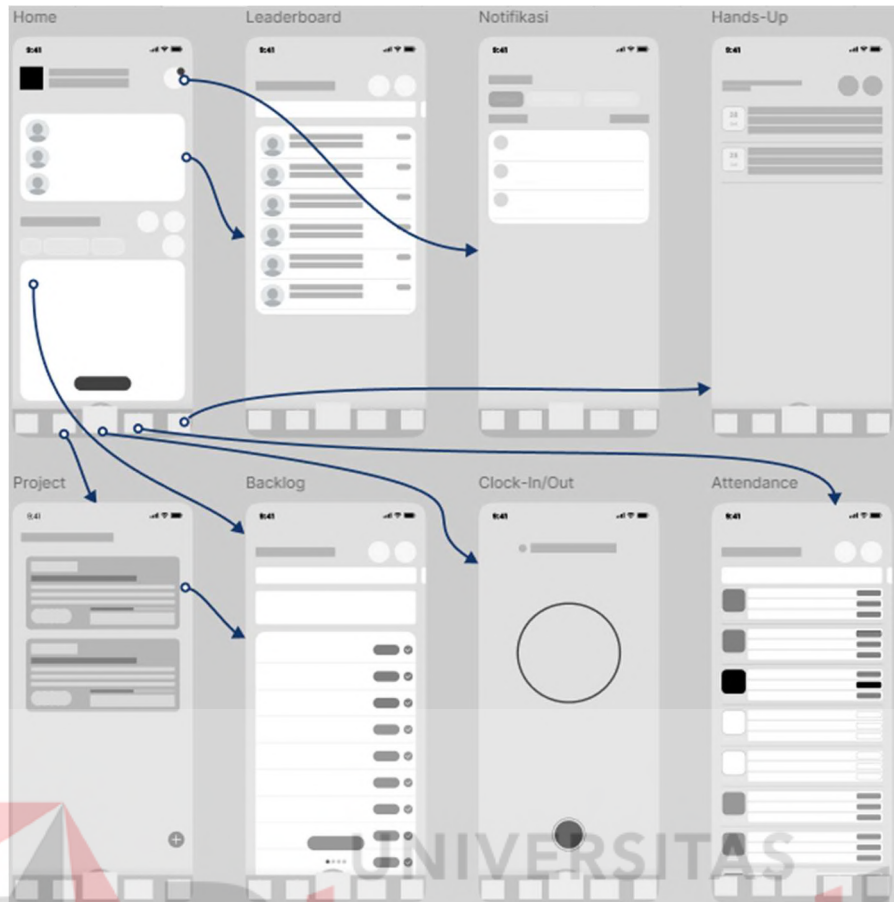 Home
Leaderboard
Notifikasi
Hands-Up
9:41
9:41
9:41
9:41
Project
Backlog
Clock-In/Out
Attendance
9:41
9:41
9:41
9:41
UNIVERSITAS